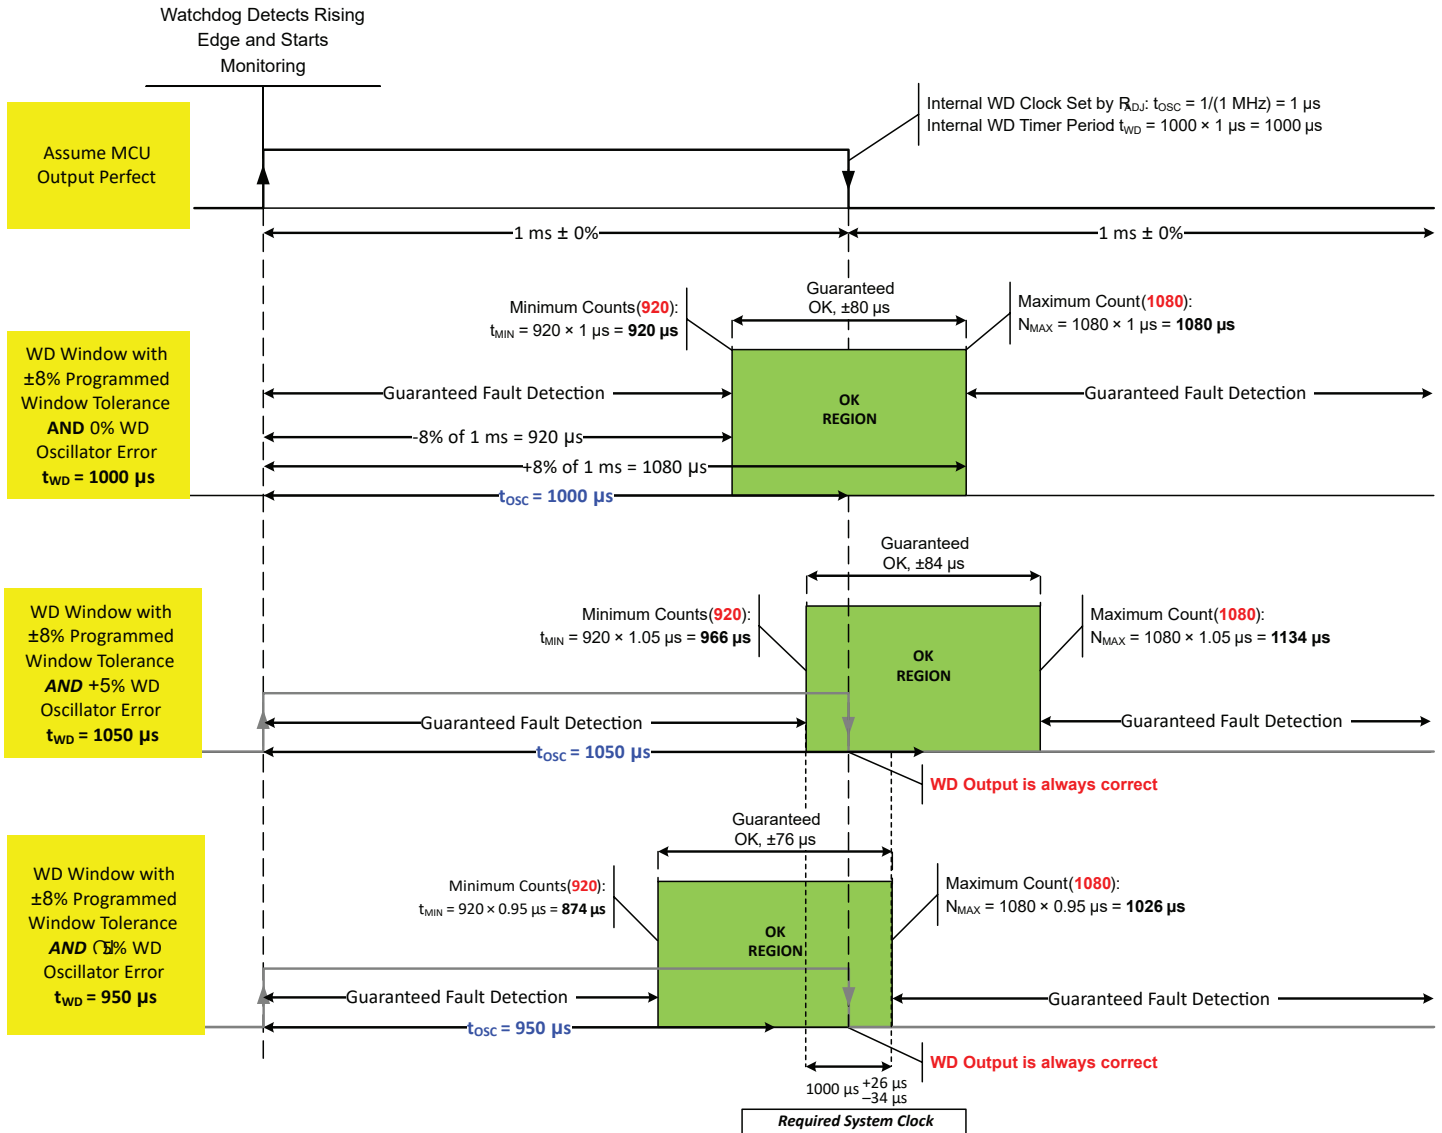 Watchdog Detects Rising
Edge and Starts
Monitoring
Internal WD Clock Set by RADJ: tOSC = 1/(1 MHz) = 1 µs
Internal WD Timer Period tWD = 1000 × 1 µs = 1000 µs
Assume MCU
Output Perfect
1 ms ± 0%
1 ms ± 0%
Guaranteed
OK, ±80 µs
Minimum Counts(920):
tMIN = 920 × 1 µs = 920 µs
Maximum Count(1080):
NMAX = 1080 × 1 µs = 1080 µs
WD Window with
±8% Programmed
Window Tolerance
AND 0% WD
Oscillator Error
tWD = 1000 µs
Guaranteed Fault Detection
OK
REGION
Guaranteed Fault Detection
-8% of 1 ms = 920 µs
+8% of 1 ms = 1080 µs
tOSC = 1000 µs
Guaranteed
OK, ±84 µs
Minimum Counts(920):
tMIN = 920 × 1.05 µs = 966 µs
Maximum Count(1080):
NMAX = 1080 × 1.05 µs = 1134 µs
WD Window with
±8% Programmed
Window Tolerance
AND +5% WD
Oscillator Error
tWD = 1050 µs
OK
REGION
Guaranteed Fault Detection
Guaranteed Fault Detection
tOSC = 1050 µs
WD Output is always correct
Guaranteed
OK, ±76 µs
Minimum Counts(920):
tMIN = 920 × 0.95 µs = 874 µs
Maximum Count(1080):
NMAX = 1080 × 0.95 µs = 1026 µs
WD Window with
±8% Programmed
Window Tolerance
AND 5% WD
Oscillator Error
tWD = 950 µs
OK
REGION
Guaranteed Fault Detection
Guaranteed Fault Detection
tOSC = 950 µs
WD Output is always correct
1000 µs +26 µs
–34 µs
Required System Clock